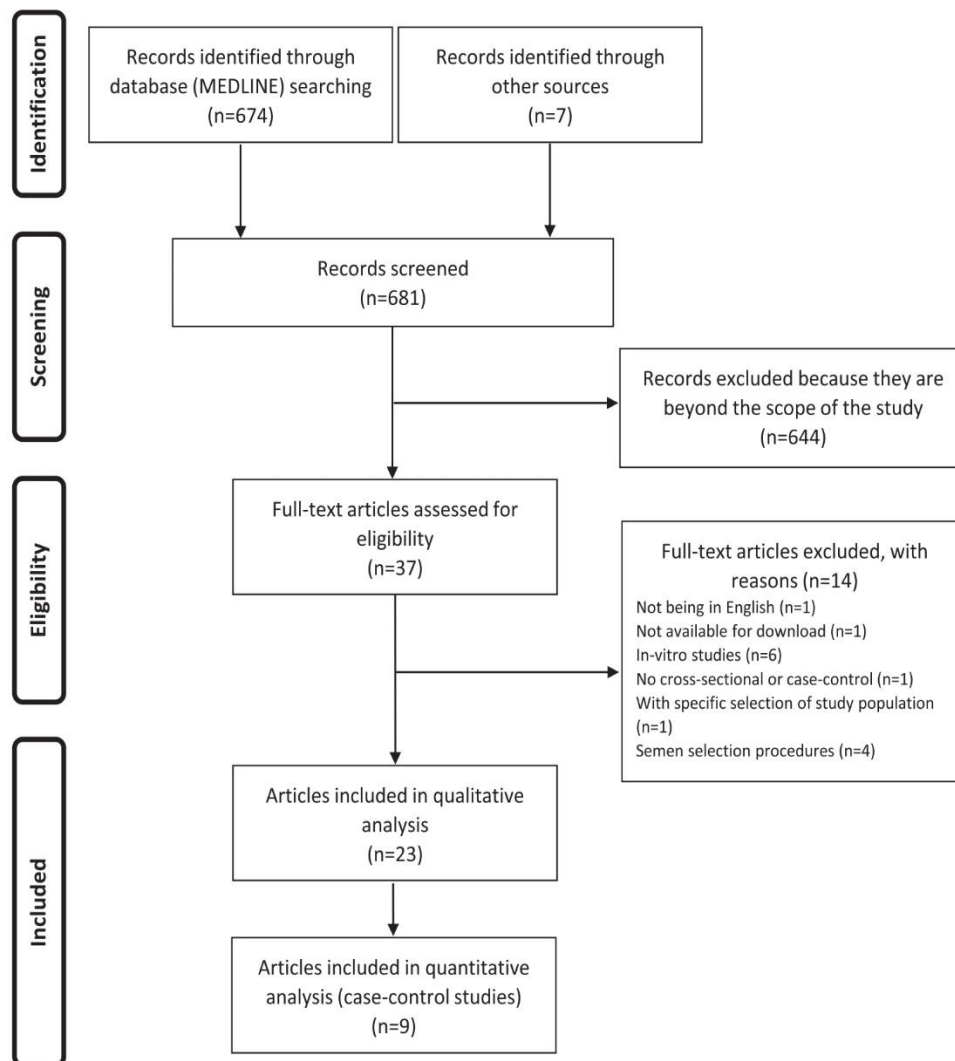 Identification
Records identified through
database (MEDLINE) searching
(n=674)
Records identified through
other sources
(n=7)
Screening
Records screened
(n=681)
Records excluded because they are
beyond the scope of the study
(n=644)
Eligibility
Full-text articles assessed for
eligibility
(n=37)
Full-text articles excluded, with
reasons (n=14)
Not being in English (n=1)
Not available for download (n=1)
In-vitro studies (n=6)
No cross-sectional or case-control (n=1)
With specific selection of study population
(n=1)
Semen selection procedures (n=4)
Included
Articles included in qualitative
analysis
(n=23)
Articles included in quantitative
analysis (case-control studies)
(n=9)